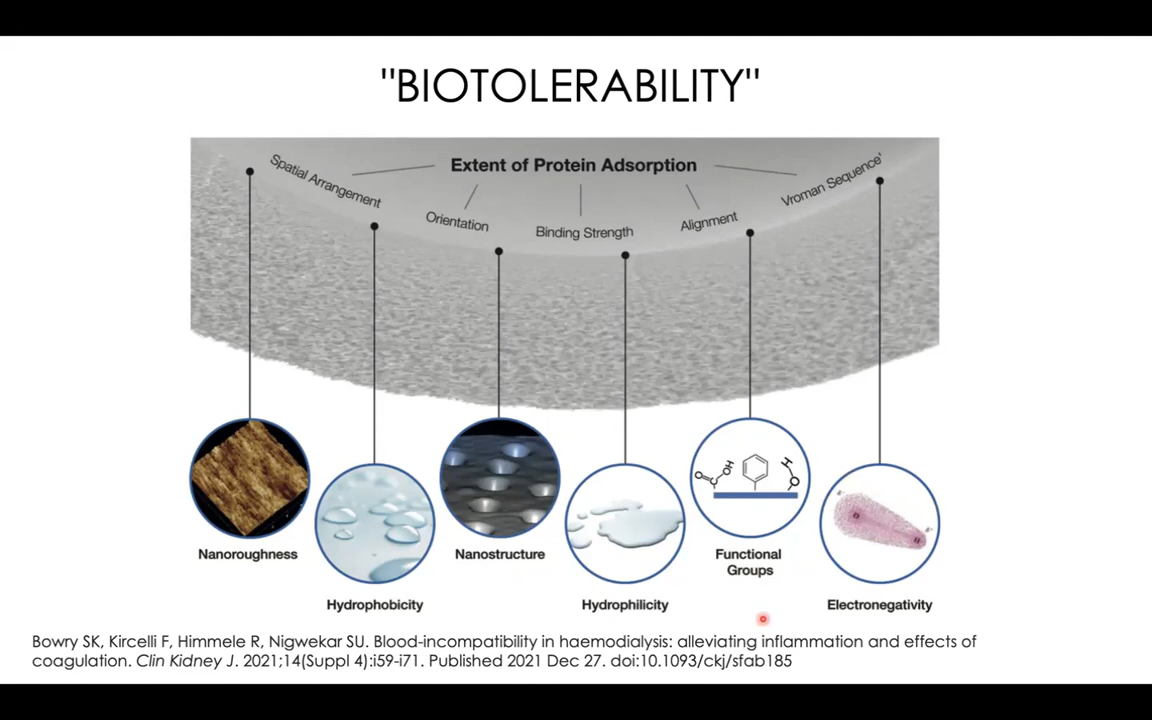 "BIOTOLERABILITY"
Extent of Protein Adsorption
Spatial Arrangement
Orientation
Binding Strength
Alignment
Vroman Sequence'
Nanoroughness
Hydrophobicity
Nanostructure
Hydrophilicity
O
C
OH
H
O
Functional
Groups
δ⁻
δ⁺
Electronegativity
Bowry SK, Kircelli F, Himmele R, Nigwekar SU. Blood-incompatibility in haemodialysis: alleviating inflammation and effects of
coagulation. Clin Kidney J. 2021;14(Suppl 4):i59-i71. Published 2021 Dec 27. doi:10.1093/ckj/sfab185